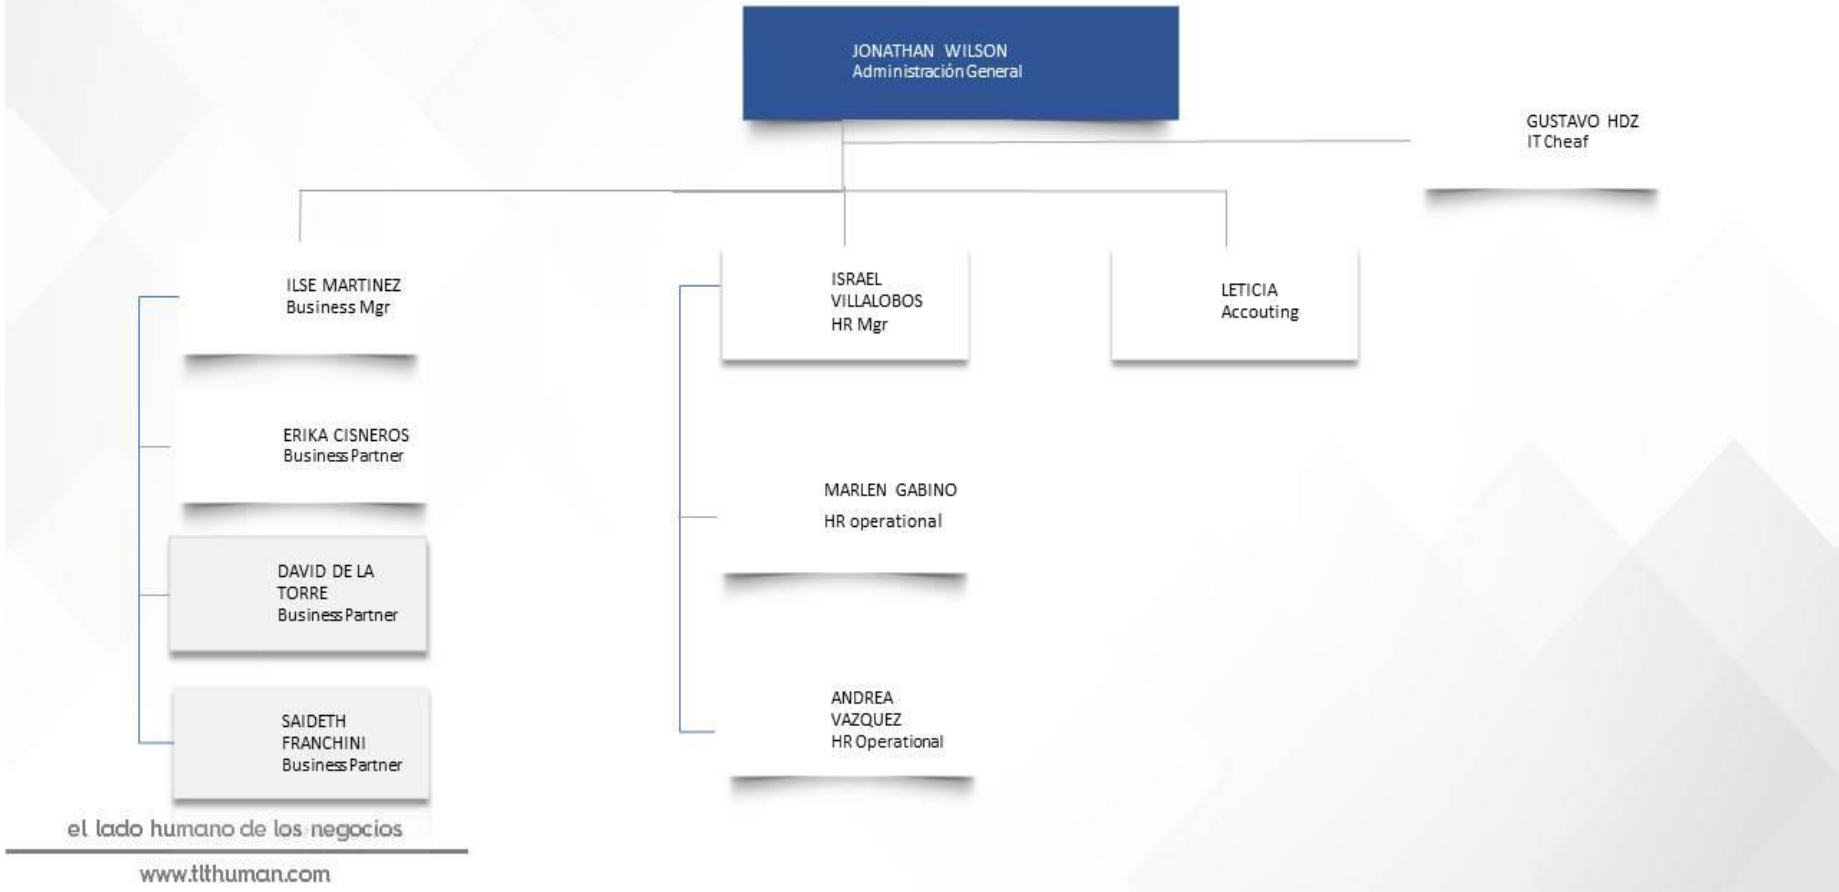 JONATHAN WILSON
Administración General
GUSTAVO HDZ
IT Cheaf
ILSE MARTINEZ
Business Mgr
ISRAEL
VILLALOBOS
HR Mgr
LETICIA
Accouting
ERIKA CISNEROS
Business Partner
MARLEN GABINO
HR operational
DAVID DE LA
TORRE
Business Partner
ANDREA
VAZQUEZ
HR Operational
SAIDETH
FRANCHINI
Business Partner
el lado humano de los negocios
www.tlthuman.com